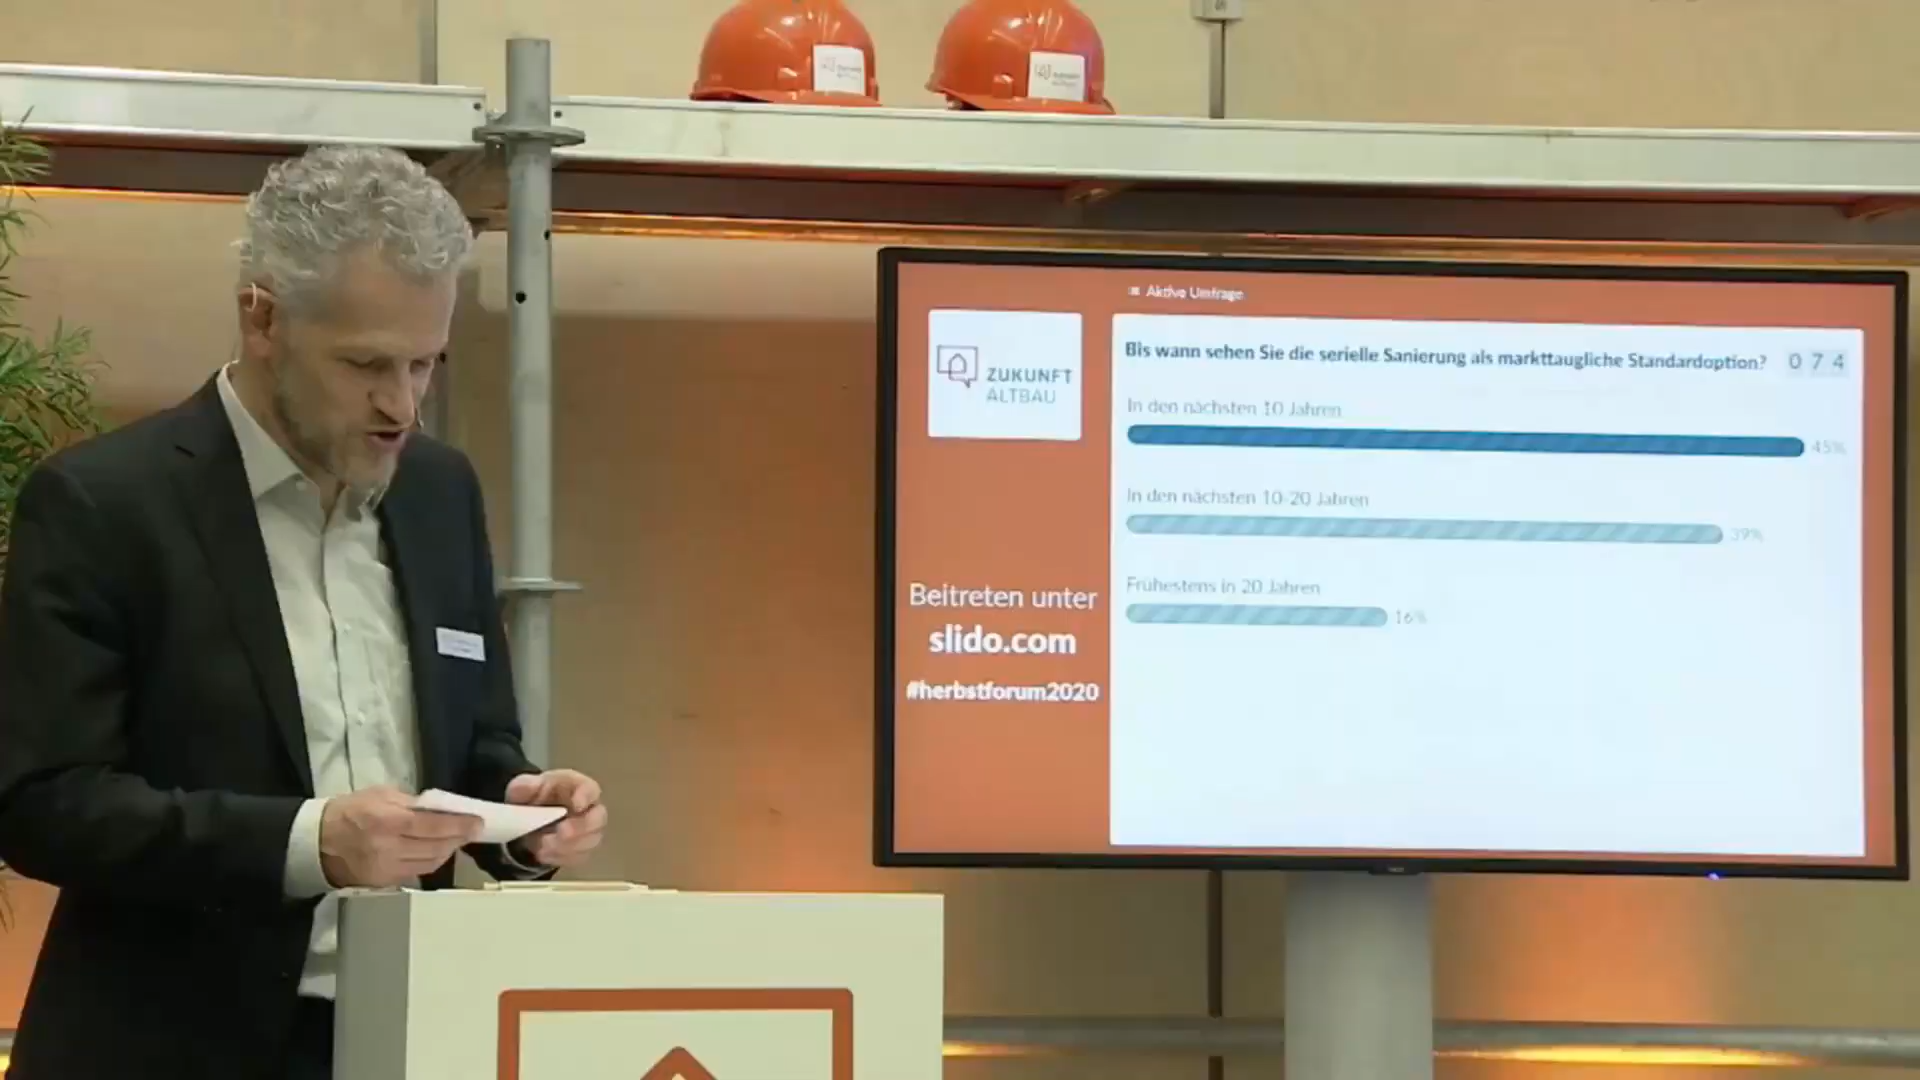 Aktive Umfrage
ZUKUNFT
ALTBAU
Bis wann sehen Sie die serielle Sanierung als markttaugliche Standardoption? 0 7 4
In den nächsten 10 Jahren
45%
In den nächsten 10-20 Jahren
39%
Frühestens in 20 Jahren
16%
Beitreten unter
slido.com
#herbstforum2020